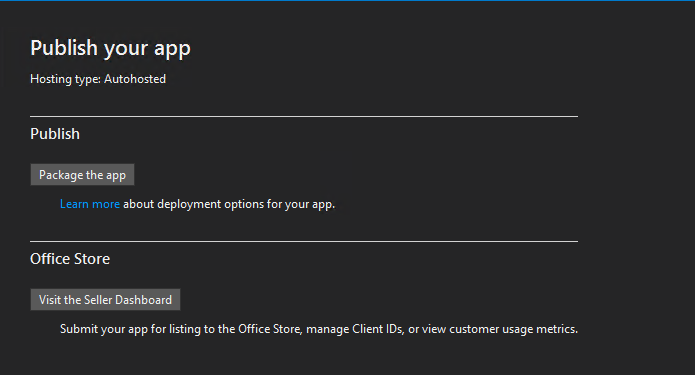 Publish your app
Hosting type: Autohosted
Publish
Package the app
Learn more about deployment options for your app.
Office Store
Visit the Seller Dashboard
Submit your app for listing to the Office Store, manage Client IDs, or view customer usage metrics.